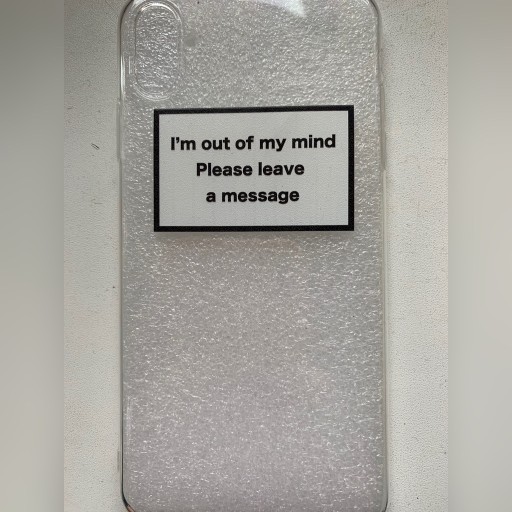 I'm out of my mind
Please leave
a message